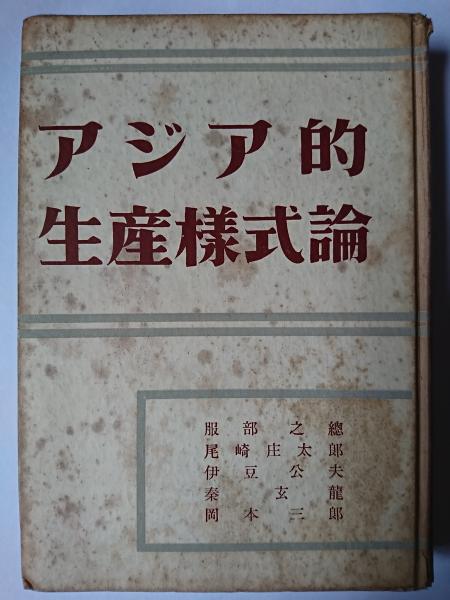 アジア的
生産様式論
服部之總
尾崎庄太郎
伊豆公夫
秦玄龍
岡本三郎